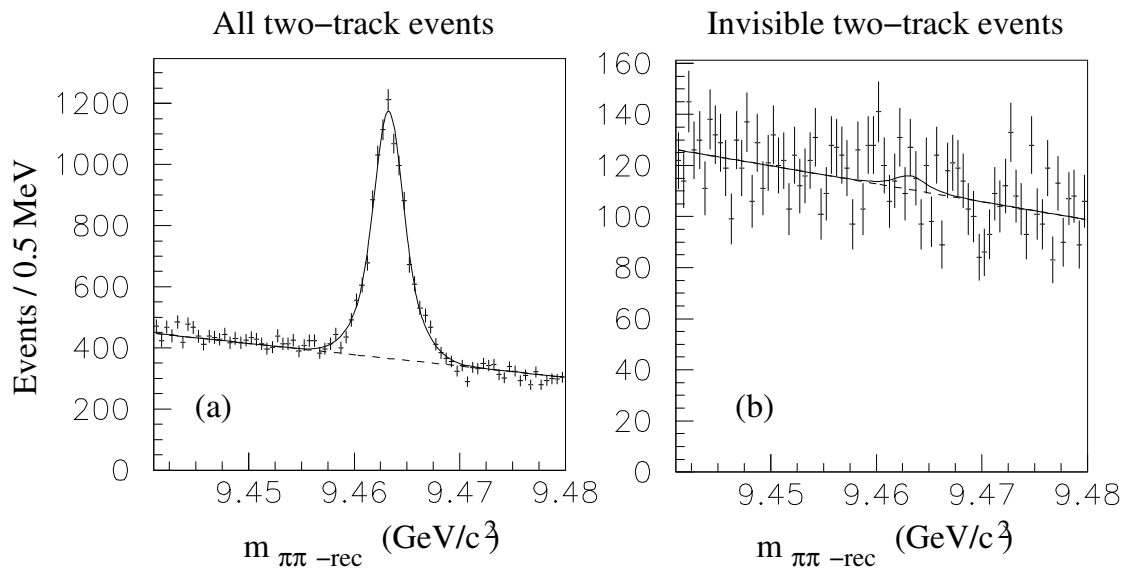 All two−track events
Invisible two−track events
Events / 0.5 MeV
1200
1000
800
600
400
200
0
(a)
9.45 9.46 9.47 9.48
m ππ −rec (GeV/c²)
160
140
120
100
80
60
40
20
0
(b)
9.45 9.46 9.47 9.48
m ππ −rec (GeV/c²)